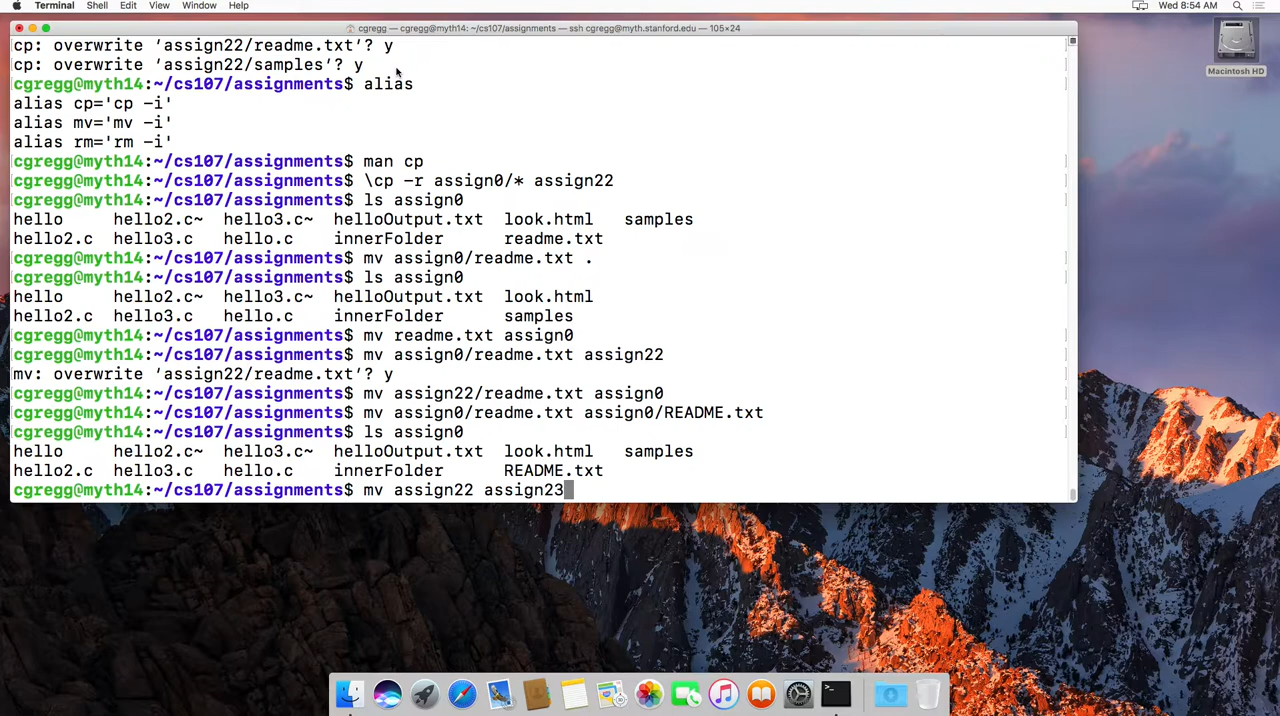 Terminal Shell Edit View Window Help Wed 8:54 AM
cgregg — cgregg@myth14: ~/cs107/assignments — ssh cgregg@myth.stanford.edu — 105×24
cp: overwrite ‘assign22/readme.txt’? y
cp: overwrite ‘assign22/samples’? y
cgregg@myth14:~/cs107/assignments$ alias
alias cp='cp -i'
alias mv='mv -i'
alias rm='rm -i'
cgregg@myth14:~/cs107/assignments$ man cp
cgregg@myth14:~/cs107/assignments$ \cp -r assign0/* assign22
cgregg@myth14:~/cs107/assignments$ ls assign0
hello hello2.c~ hello3.c~ helloOutput.txt look.html samples
hello2.c hello3.c hello.c innerFolder readme.txt
cgregg@myth14:~/cs107/assignments$ mv assign0/readme.txt .
cgregg@myth14:~/cs107/assignments$ ls assign0
hello hello2.c~ hello3.c~ helloOutput.txt look.html
hello2.c hello3.c hello.c innerFolder samples
cgregg@myth14:~/cs107/assignments$ mv readme.txt assign0
cgregg@myth14:~/cs107/assignments$ mv assign0/readme.txt assign22
mv: overwrite ‘assign22/readme.txt’? y
cgregg@myth14:~/cs107/assignments$ mv assign22/readme.txt assign0
cgregg@myth14:~/cs107/assignments$ mv assign0/readme.txt assign0/README.txt
cgregg@myth14:~/cs107/assignments$ ls assign0
hello hello2.c~ hello3.c~ helloOutput.txt look.html samples
hello2.c hello3.c hello.c innerFolder README.txt
cgregg@myth14:~/cs107/assignments$ mv assign22 assign23
Macintosh HD